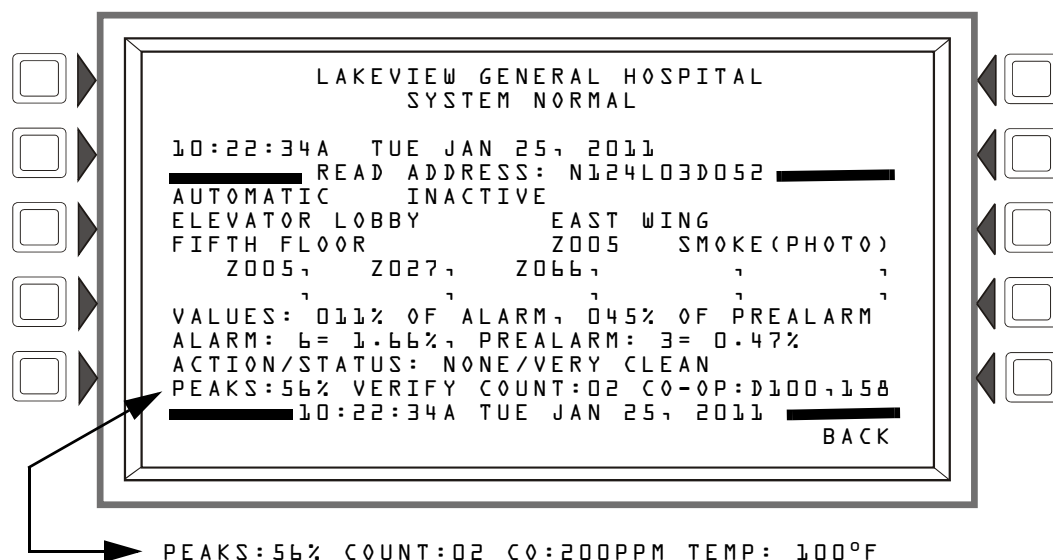 LAKEVIEW GENERAL HOSPITAL
SYSTEM NORMAL
10:22:34A TUE JAN 25, 2011
READ ADDRESS: N124L03D052
AUTOMATIC INACTIVE
ELEVATOR LOBBY EAST WING
FIFTH FLOOR Z005 SMOKE(PHOTO)
Z005, Z027, Z066, , ,
, , , , ,
VALUES: 011% OF ALARM, 045% OF PREALARM
ALARM: 6= 1.66%, PREALARM: 3= 0.47%
ACTION/STATUS: NONE/VERY CLEAN
PEAKS:56% VERIFY COUNT:02 CO-OP:D100,158
10:22:34A TUE JAN 25, 2011
BACK
PEAKS:56% COUNT:02 CO:200PPM TEMP: 100°F